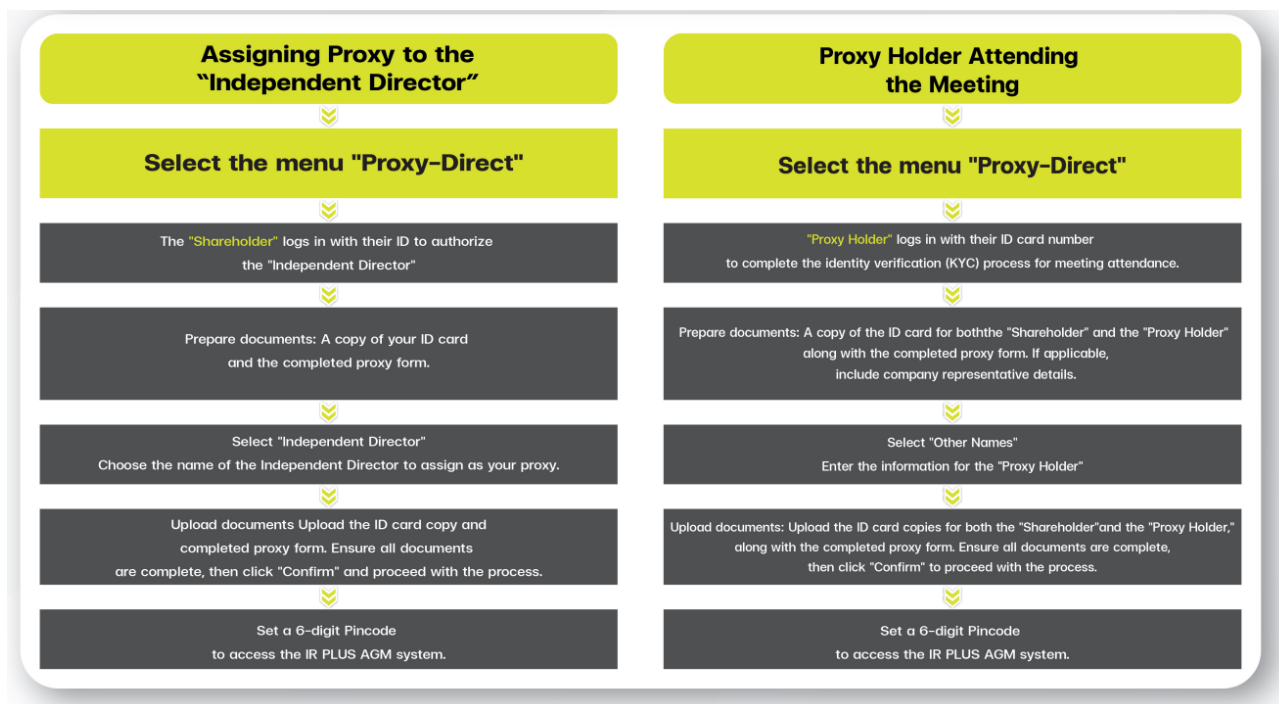 Assigning Proxy to the
“Independent Director”
Select the menu "Proxy-Direct"
The "Shareholder" logs in with their ID to authorize
the "Independent Director"
Prepare documents: A copy of your ID card
and the completed proxy form.
Select "Independent Director"
Choose the name of the Independent Director to assign as your proxy.
Upload documents Upload the ID card copy and
completed proxy form. Ensure all documents
are complete, then click "Confirm" and proceed with the process.
Set a 6-digit Pincode
to access the IR PLUS AGM system.
Proxy Holder Attending
the Meeting
Select the menu "Proxy-Direct"
"Proxy Holder" logs in with their ID card number
to complete the identity verification (KYC) process for meeting attendance.
Prepare documents: A copy of the ID card for boththe "Shareholder" and the "Proxy Holder"
along with the completed proxy form. If applicable,
include company representative details.
Select "Other Names"
Enter the information for the "Proxy Holder"
Upload documents: Upload the ID card copies for both the "Shareholder"and the "Proxy Holder,"
along with the completed proxy form. Ensure all documents are complete,
then click "Confirm" to proceed with the process.
Set a 6-digit Pincode
to access the IR PLUS AGM system.